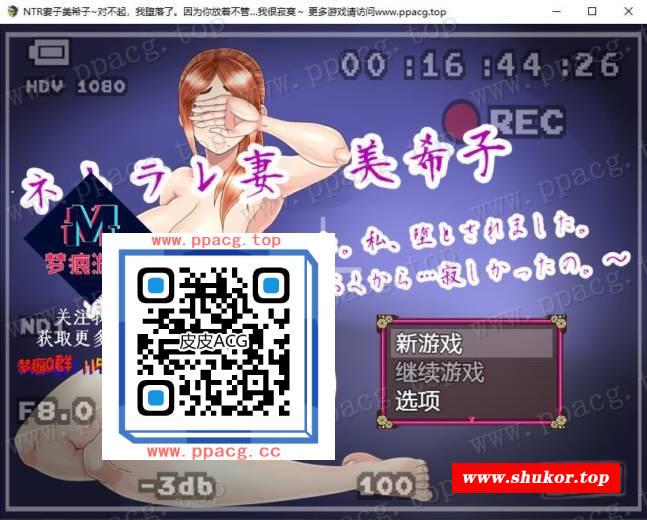 NTR妻子美希子~对不起，我堕落了。因为你放着不管...我很寂寞~ 更多游戏请访问www.ppacg.top
HDV 1080
00:16:44:26
REC
ネトラレ妻 美希子
。私、堕とされました。
くから…寂しかったの。～
M
梦痕游
www.ppacg.top
皮皮ACG
www.ppacg.cc
ND
关注我
获取更多
梦痕Q群 115
F8.0
新游戏
继续游戏
选项
-3db
100
www.shukor.top